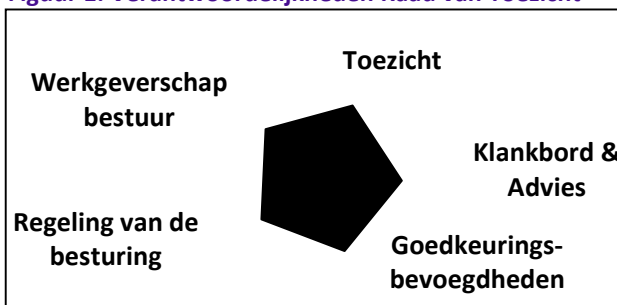 Figuur 1: Verantwoordelijkheden Raad van Toezicht
Toezicht
Werkgeverschap
bestuur
Klankbord &
Advies
Regeling van de
besturing
Goedkeurings-
bevoegdheden